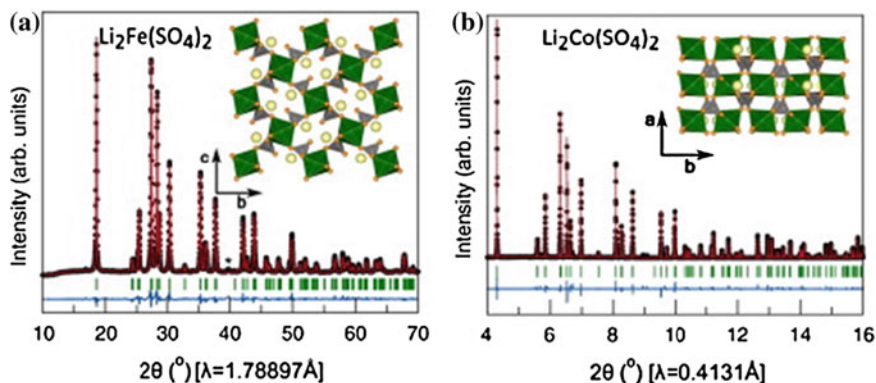 (a)
Li₂Fe(SO₄)₂
Intensity (arb. units)
c
b
10 20 30 40 50 60 70
2θ (°) [λ=1.78897Å]
(b)
Li₂Co(SO₄)₂
Intensity (arb. units)
a
b
4 6 8 10 12 14 16
2θ (°) [λ=0.4131Å]